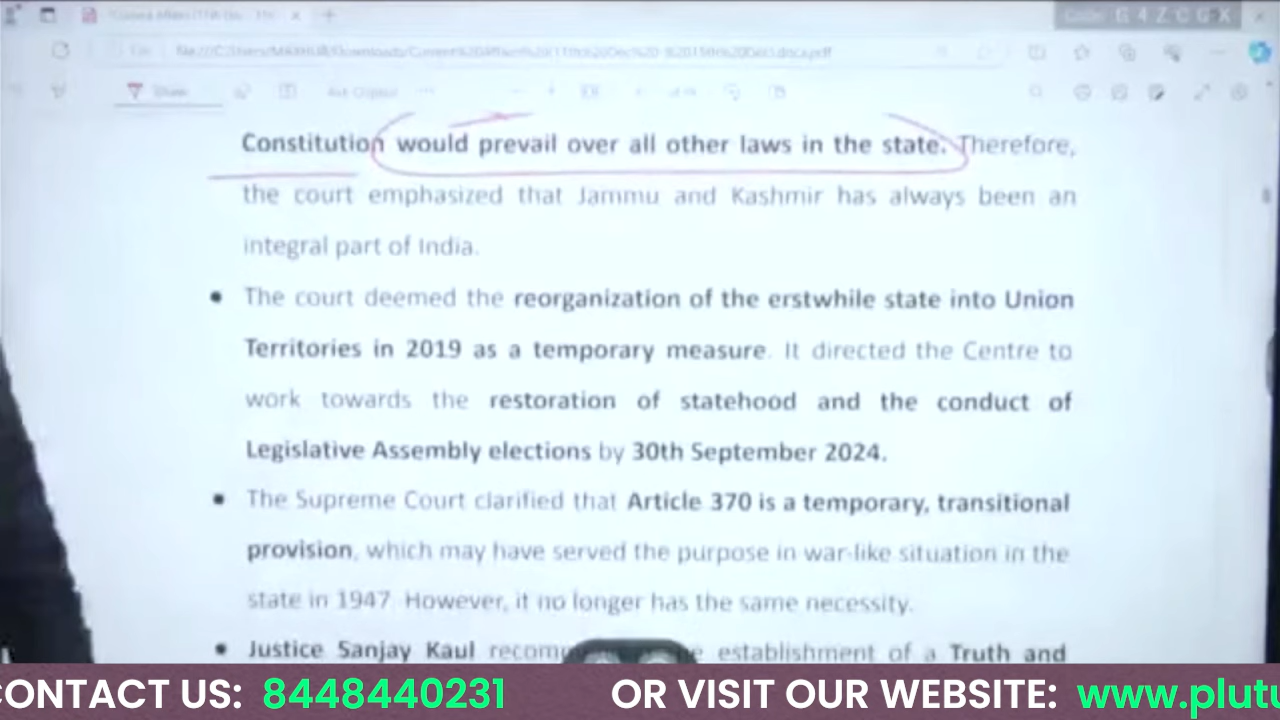 Code: G 4 Z C G X
Constitution would prevail over all other laws in the state. Therefore,
the court emphasized that Jammu and Kashmir has always been an
integral part of India.
• The court deemed the reorganization of the erstwhile state into Union
Territories in 2019 as a temporary measure. It directed the Centre to
work towards the restoration of statehood and the conduct of
Legislative Assembly elections by 30th September 2024.
• The Supreme Court clarified that Article 370 is a temporary, transitional
provision, which may have served the purpose in war-like situation in the
state in 1947. However, it no longer has the same necessity.
• Justice Sanjay Kaul establishment of a Truth and
CONTACT US: 8448440231 OR VISIT OUR WEBSITE: www.plutu